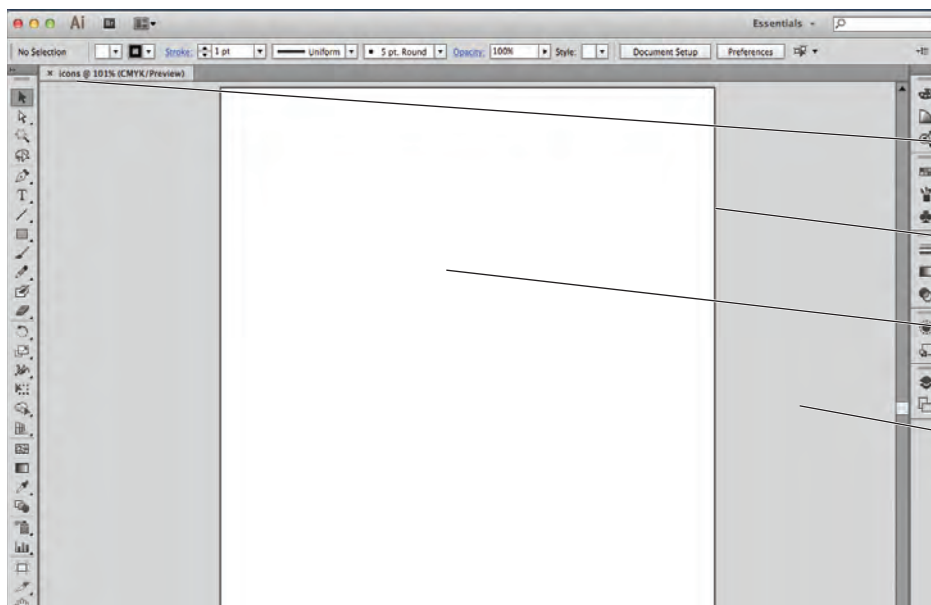 Ai Br Essentials
No Selection Stroke: 1 pt Uniform 5 pt. Round Opacity: 100% Style: Document Setup Preferences
× icons @ 101% (CMYK/Preview)
T